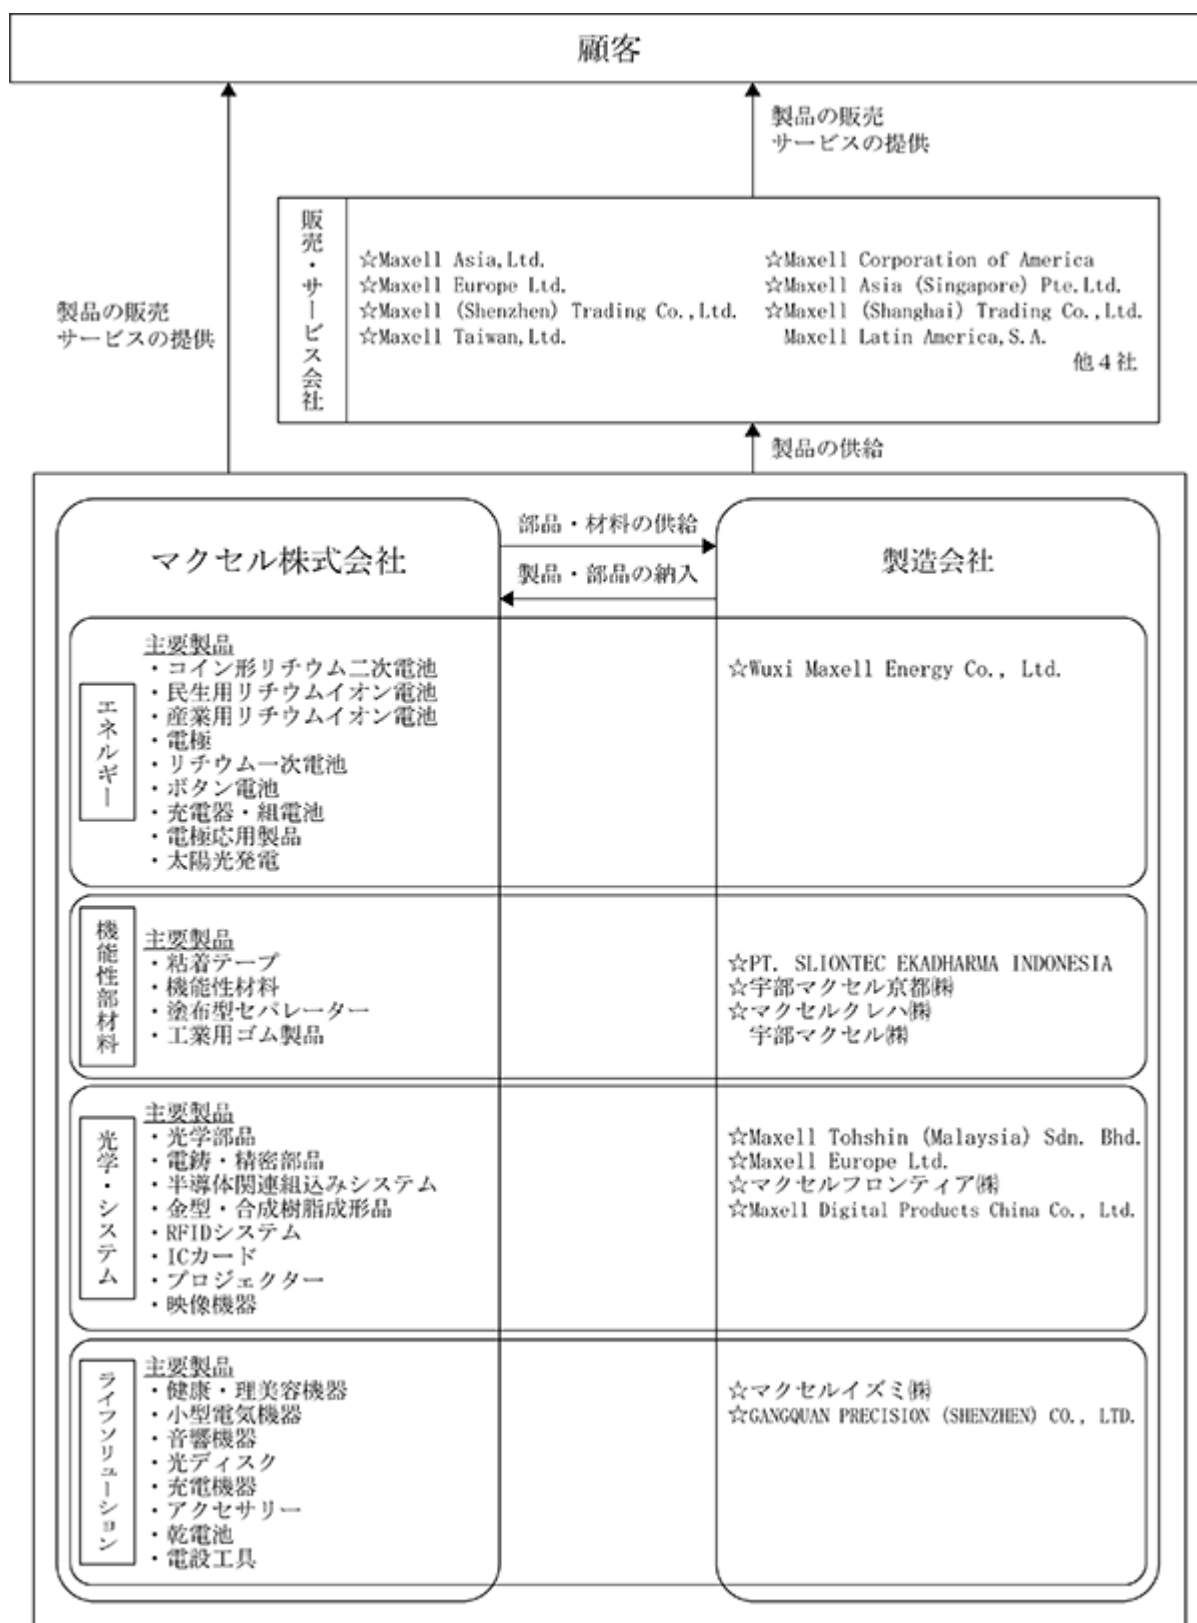 顧客
製品の販売
サービスの提供
製品の販売
サービスの提供
販売・サービス会社
☆Maxell Asia,Ltd.
☆Maxell Europe Ltd.
☆Maxell (Shenzhen) Trading Co.,Ltd.
☆Maxell Taiwan,Ltd.
☆Maxell Corporation of America
☆Maxell Asia (Singapore) Pte.Ltd.
☆Maxell (Shanghai) Trading Co.,Ltd.
Maxell Latin America,S.A.
他4社
製品の供給
マクセル株式会社
部品・材料の供給
製品・部品の納入
製造会社
エネルギー
主要製品
・コイン形リチウム二次電池
・民生用リチウムイオン電池
・産業用リチウムイオン電池
・電極
・リチウム一次電池
・ボタン電池
・充電器・組電池
・電極応用製品
・太陽光発電
☆Wuxi Maxell Energy Co., Ltd.
機能性部材料
主要製品
・粘着テープ
・機能性材料
・塗布型セパレーター
・工業用ゴム製品
☆PT. SLIONTEC EKADHARMA INDONESIA
☆宇部マクセル京都㈱
☆マクセルクレハ㈱
宇部マクセル㈱
光学・システム
主要製品
・光学部品
・電鋳・精密部品
・半導体関連組込みシステム
・金型・合成樹脂成形品
・RFIDシステム
・ICカード
・プロジェクター
・映像機器
☆Maxell Tohshin (Malaysia) Sdn. Bhd.
☆Maxell Europe Ltd.
☆マクセルフロンティア㈱
☆Maxell Digital Products China Co., Ltd.
ライフソリューション
主要製品
・健康・理美容機器
・小型電気機器
・音響機器
・光ディスク
・充電機器
・アクセサリー
・乾電池
・電設工具
☆マクセルイズミ㈱
☆GANGQUAN PRECISION (SHENZHEN) CO., LTD.